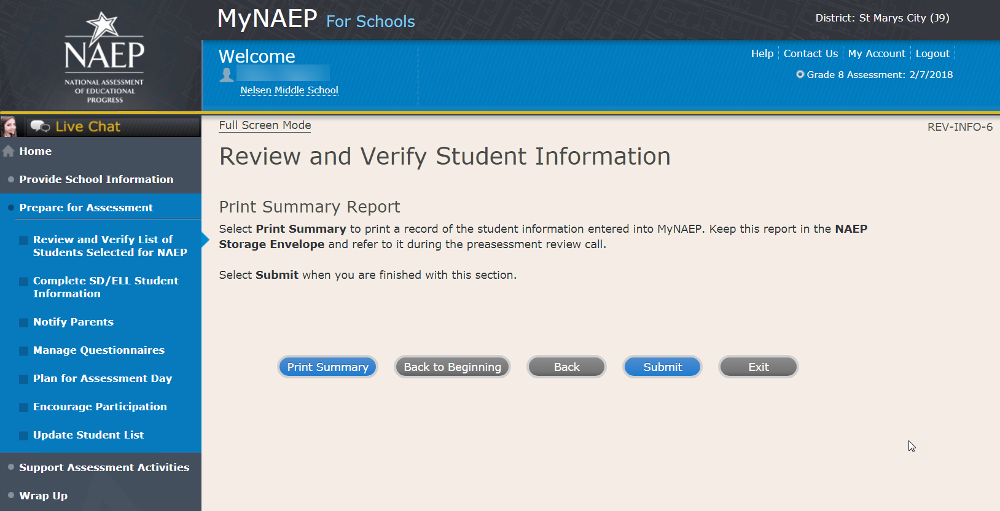 NAEP
NATIONAL ASSESSMENT
OF EDUCATIONAL
PROGRESS
MyNAEP For Schools
District: St Marys City (J9)
Welcome
Nelsen Middle School
Help
Contact Us
My Account
Logout
Grade 8 Assessment: 2/7/2018
Live Chat
Home
Provide School Information
Prepare for Assessment
Review and Verify List of
Students Selected for NAEP
Complete SD/ELL Student
Information
Notify Parents
Manage Questionnaires
Plan for Assessment Day
Encourage Participation
Update Student List
Support Assessment Activities
Wrap Up
Full Screen Mode
REV-INFO-6
Review and Verify Student Information
Print Summary Report
Select Print Summary to print a record of the student information entered into MyNAEP. Keep this report in the NAEP
Storage Envelope and refer to it during the preasessment review call.
Select Submit when you are finished with this section.
Print Summary
Back to Beginning
Back
Submit
Exit